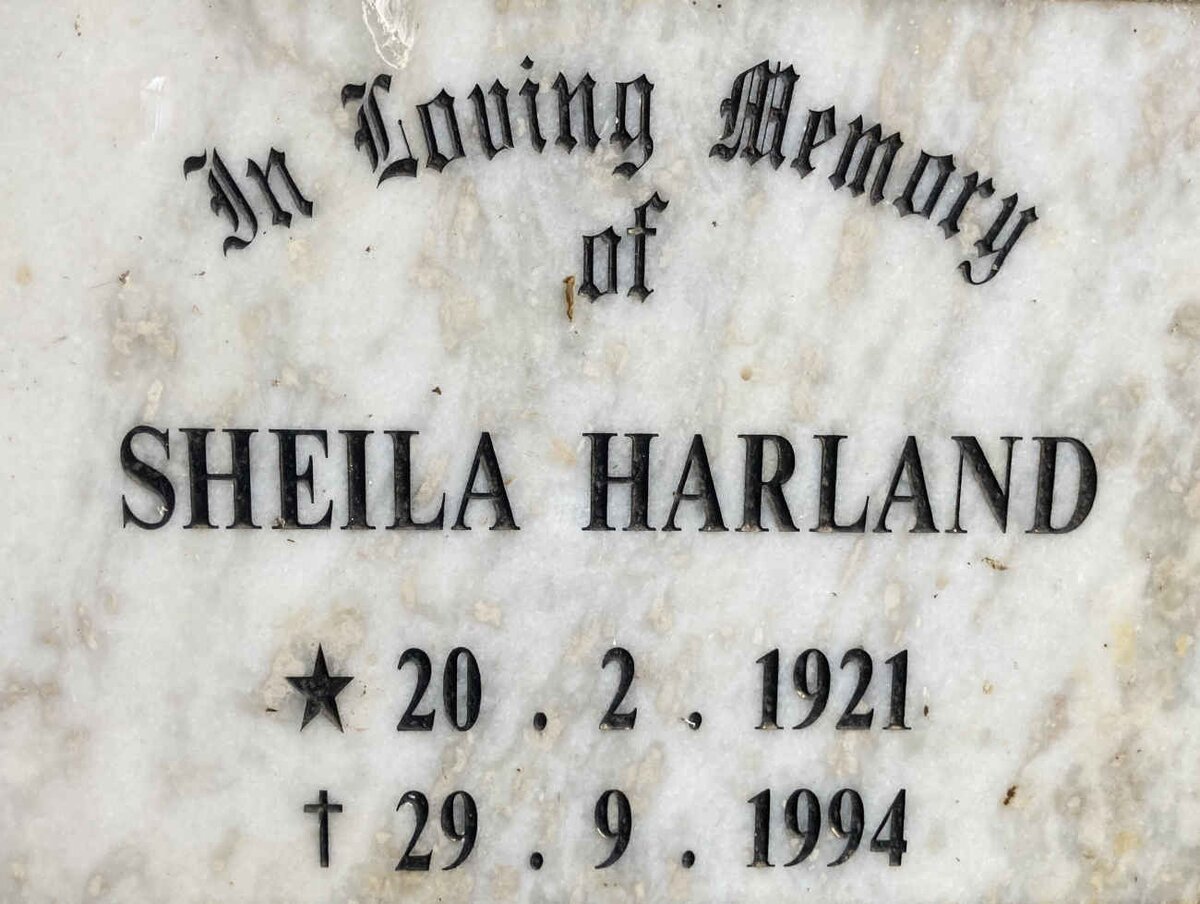 In Loving Memory
of
SHEILA HARLAND
★ 20 . 2 . 1921
† 29 . 9 . 1994